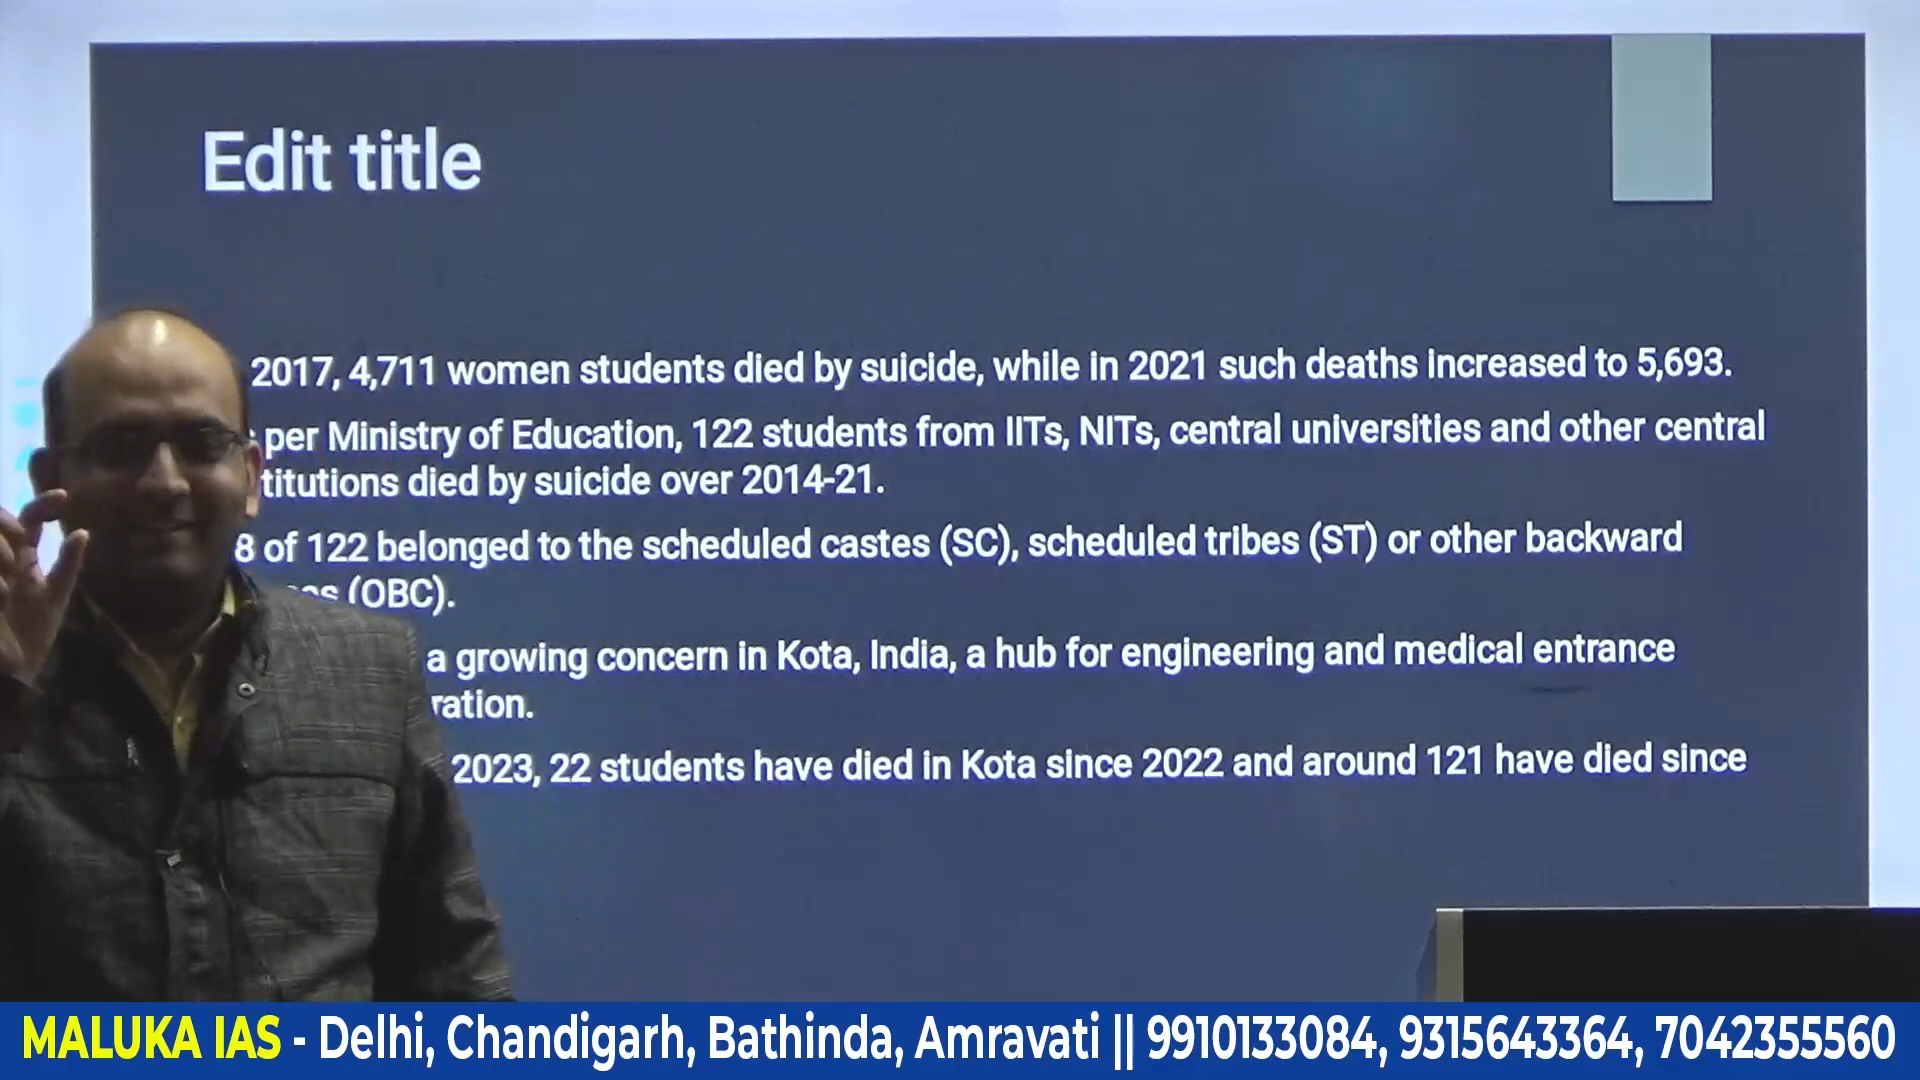 Edit title
2017, 4,711 women students died by suicide, while in 2021 such deaths increased to 5,693.
per Ministry of Education, 122 students from IITs, NITs, central universities and other central
titutions died by suicide over 2014-21.
8 of 122 belonged to the scheduled castes (SC), scheduled tribes (ST) or other backward
(OBC).
a growing concern in Kota, India, a hub for engineering and medical entrance
ration.
2023, 22 students have died in Kota since 2022 and around 121 have died since
MALUKA IAS - Delhi, Chandigarh, Bathinda, Amravati || 9910133084, 9315643364, 7042355560